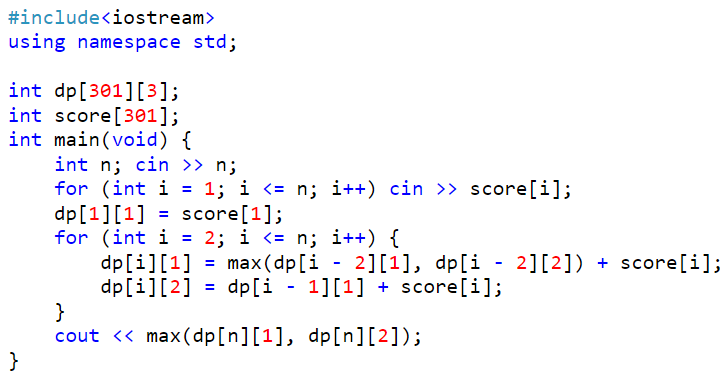 #include<iostream>
using namespace std;

int dp[301][3];
int score[301];
int main(void) {
    int n; cin >> n;
    for (int i = 1; i <= n; i++) cin >> score[i];
    dp[1][1] = score[1];
    for (int i = 2; i <= n; i++) {
        dp[i][1] = max(dp[i - 2][1], dp[i - 2][2]) + score[i];
        dp[i][2] = dp[i - 1][1] + score[i];
    }
    cout << max(dp[n][1], dp[n][2]);
}